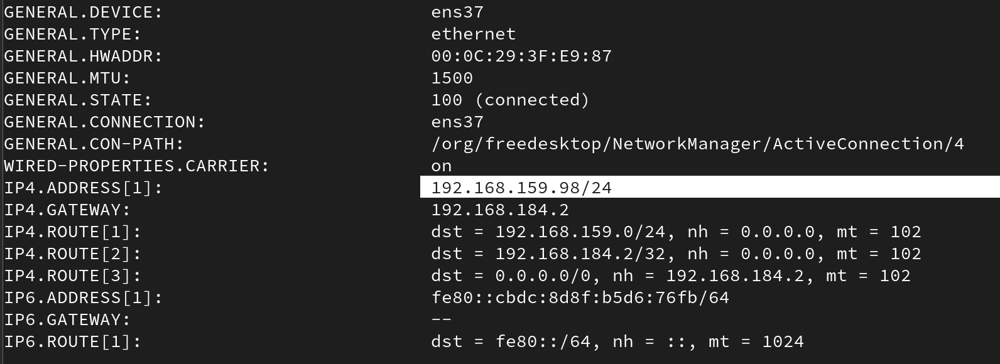 GENERAL.DEVICE: ens37
GENERAL.TYPE: ethernet
GENERAL.HWADDR: 00:0C:29:3F:E9:87
GENERAL.MTU: 1500
GENERAL.STATE: 100 (connected)
GENERAL.CONNECTION: ens37
GENERAL.CON-PATH: /org/freedesktop/NetworkManager/ActiveConnection/4
WIRED-PROPERTIES.CARRIER: on
IP4.ADDRESS[1]: 192.168.159.98/24
IP4.GATEWAY: 192.168.184.2
IP4.ROUTE[1]: dst = 192.168.159.0/24, nh = 0.0.0.0, mt = 102
IP4.ROUTE[2]: dst = 192.168.184.2/32, nh = 0.0.0.0, mt = 102
IP4.ROUTE[3]: dst = 0.0.0.0/0, nh = 192.168.184.2, mt = 102
IP6.ADDRESS[1]: fe80::cbdc:8d8f:b5d6:76fb/64
IP6.GATEWAY: --
IP6.ROUTE[1]: dst = fe80::/64, nh = ::, mt = 1024